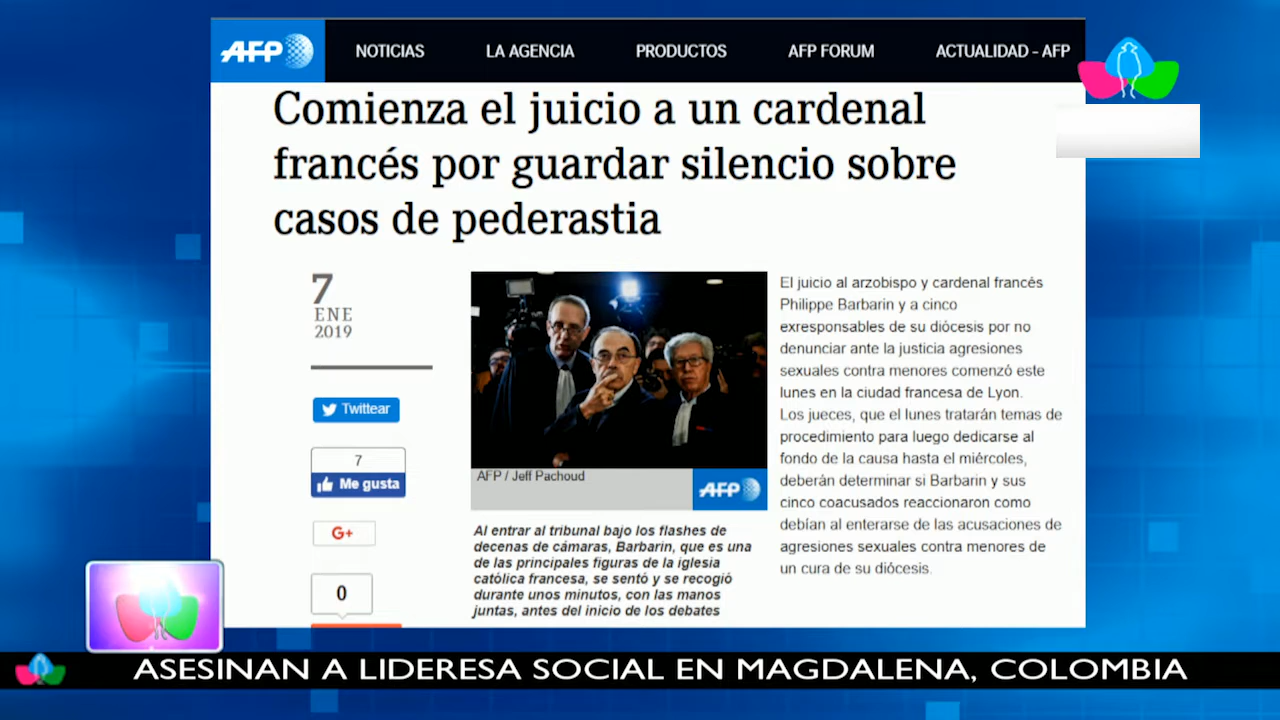 AFP
NOTICIAS
LA AGENCIA
PRODUCTOS
AFP FORUM
ACTUALIDAD – AFP
Comienza el juicio a un cardenal
francés por guardar silencio sobre
casos de pederastia
7
ENE
2019
Twittear
7
Me gusta
G+
0
AFP / Jeff Pachoud
AFP
Al entrar al tribunal bajo los flashes de
decenas de cámaras, Barbarin, que es una
de las principales figuras de la iglesia
católica francesa, se sentó y se recogió
durante unos minutos, con las manos
juntas, antes del inicio de los debates
El juicio al arzobispo y cardenal francés
Philippe Barbarin y a cinco
exresponsables de su diócesis por no
denunciar ante la justicia agresiones
sexuales contra menores comenzó este
lunes en la ciudad francesa de Lyon.
Los jueces, que el lunes tratarán temas de
procedimiento para luego dedicarse al
fondo de la causa hasta el miércoles,
deberán determinar si Barbarin y sus
cinco coacusados reaccionaron como
debían al enterarse de las acusaciones de
agresiones sexuales contra menores de
un cura de su diócesis.
ASESINAN A LIDERESA SOCIAL EN MAGDALENA, COLOMBIA